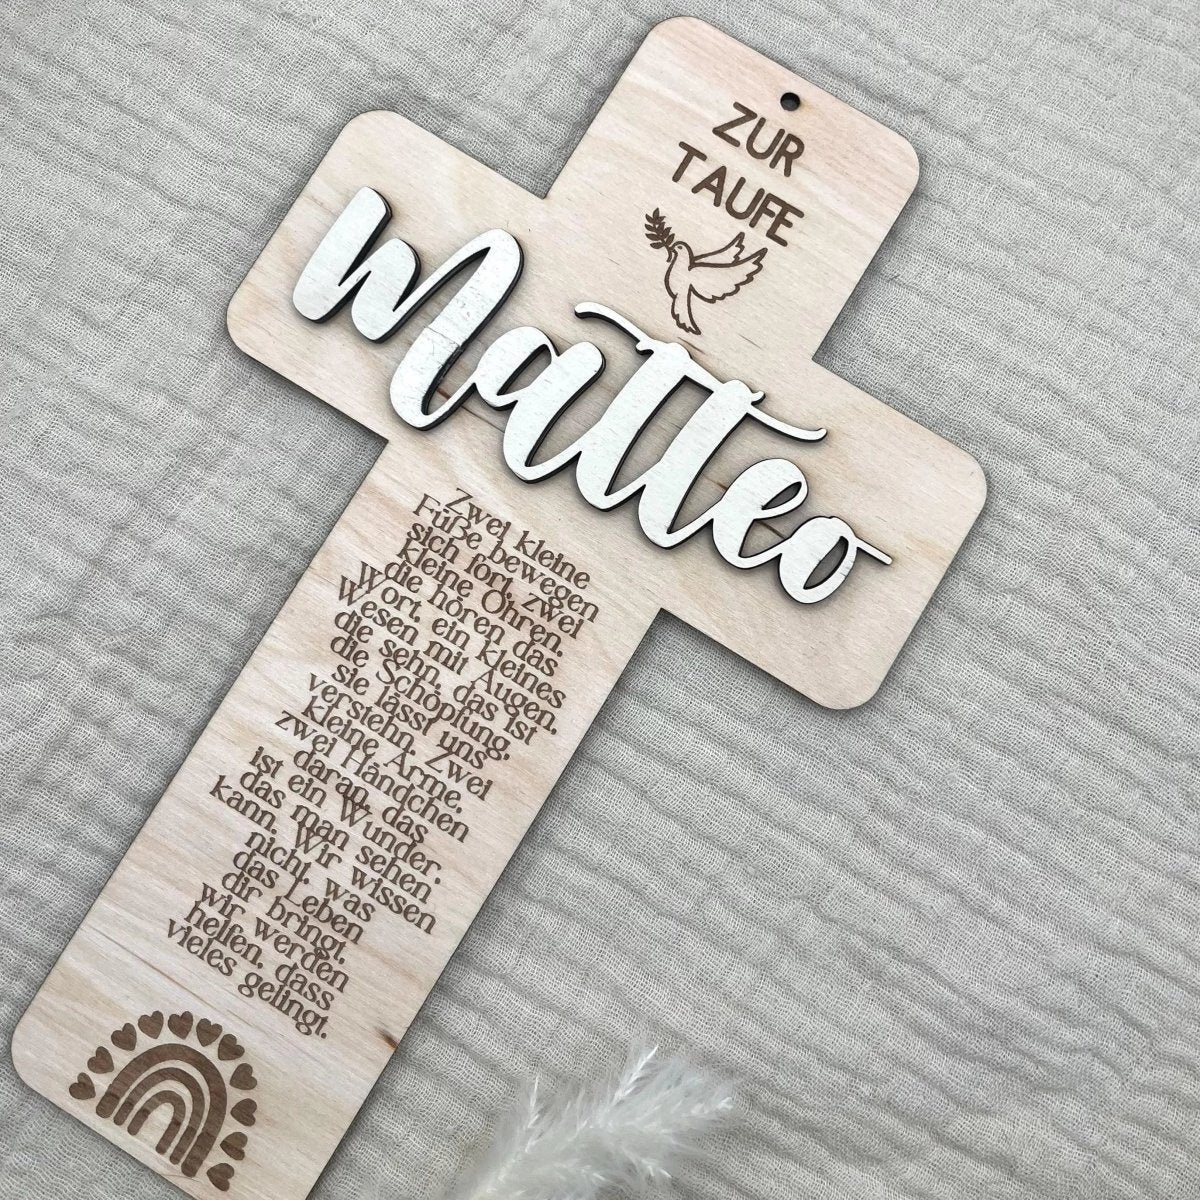 ZUR
TAUFE
Matteo
Zwei kleine
Füße bewegen
sich fort, zwei
kleine Ohren,
die hören das
Wort, ein kleines
Wesen mit Augen,
die sehn, das ist
die Schöpfung,
sie lässt uns
verstehn. Zwei
kleine Arme,
zwei Händchen
daran, das
ist ein Wunder,
das man sehen
kann. Wir wissen
nicht, was
das Leben
dir bringt,
wir werden
helfen, dass
vieles gelingt.